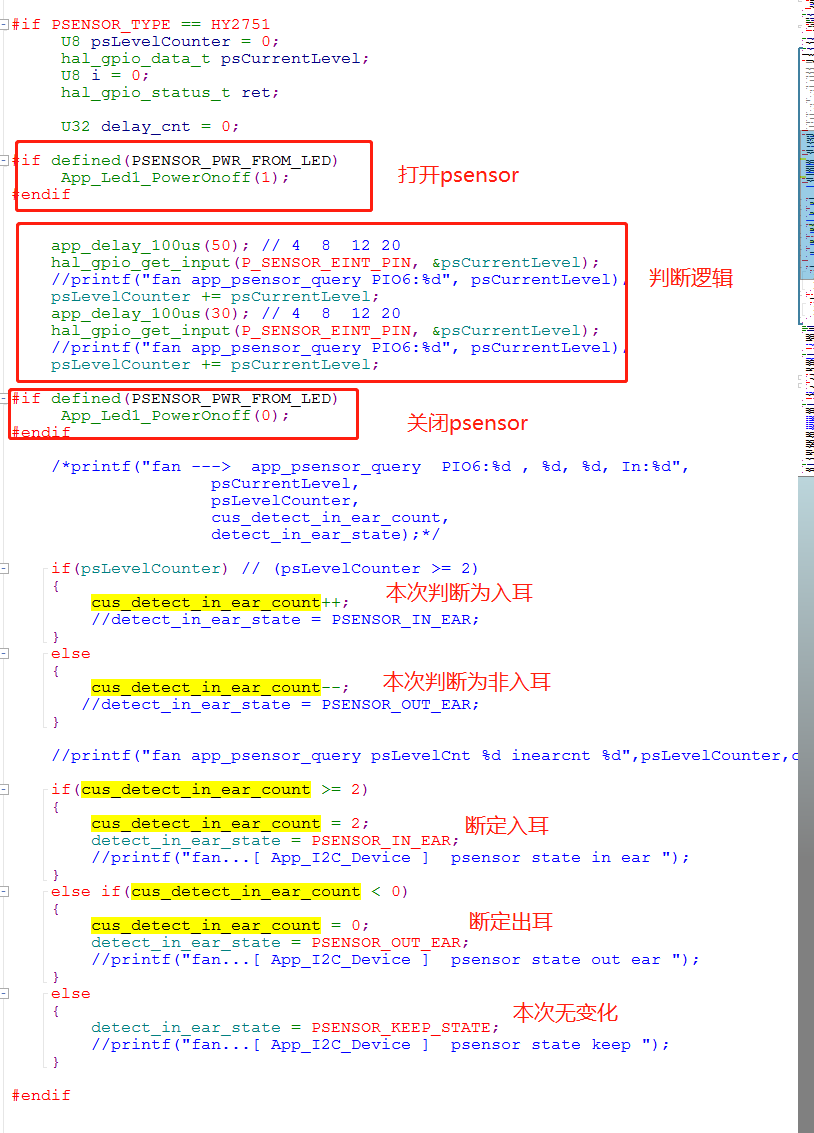 #if PSENSOR_TYPE == HY2751
U8 psLevelCounter = 0;
hal_gpio_data_t psCurrentLevel;
U8 i = 0;
hal_gpio_status_t ret;
U32 delay_cnt = 0;
#if defined(PSENSOR_PWR_FROM_LED)
App_Led1_PowerOnoff(1);
打开psensor
#endif
app_delay_100us(50); // 4 8 12 20
hal_gpio_get_input(P_SENSOR_EINT_PIN, &psCurrentLevel);
//printf("fan app_psensor_query PIO6:%d", psCurrentLevel)
判断逻辑
psLevelCounter += psCurrentLevel;
app_delay_100us(30); // 4 8 12 20
hal_gpio_get_input(P_SENSOR_EINT_PIN, &psCurrentLevel);
//printf("fan app_psensor_query PIO6:%d", psCurrentLevel)
psLevelCounter += psCurrentLevel;
#if defined(PSENSOR_PWR_FROM_LED)
App_Led1_PowerOnoff(0);
关闭psensor
#endif
/*printf("fan ---> app_psensor_query PIO6:%d , %d, %d, In:%d",
psCurrentLevel,
psLevelCounter,
cus_detect_in_ear_count,
detect_in_ear_state);*/
if(psLevelCounter) // (psLevelCounter >= 2)
{
cus_detect_in_ear_count++;
本次判断为入耳
//detect_in_ear_state = PSENSOR_IN_EAR;
}
else
{
cus_detect_in_ear_count--;
本次判断为非入耳
//detect_in_ear_state = PSENSOR_OUT_EAR;
}
//printf("fan app_psensor_query psLevelCnt %d inearcnt %d",psLevelCounter,c
if(cus_detect_in_ear_count >= 2)
{
cus_detect_in_ear_count = 2;
断定入耳
detect_in_ear_state = PSENSOR_IN_EAR;
//printf("fan...[ App_I2C_Device ] psensor state in ear ");
}
else if(cus_detect_in_ear_count < 0)
{
cus_detect_in_ear_count = 0;
断定出耳
detect_in_ear_state = PSENSOR_OUT_EAR;
//printf("fan...[ App_I2C_Device ] psensor state out ear ");
}
else
{
本次无变化
detect_in_ear_state = PSENSOR_KEEP_STATE;
//printf("fan...[ App_I2C_Device ] psensor state keep ");
}
#endif